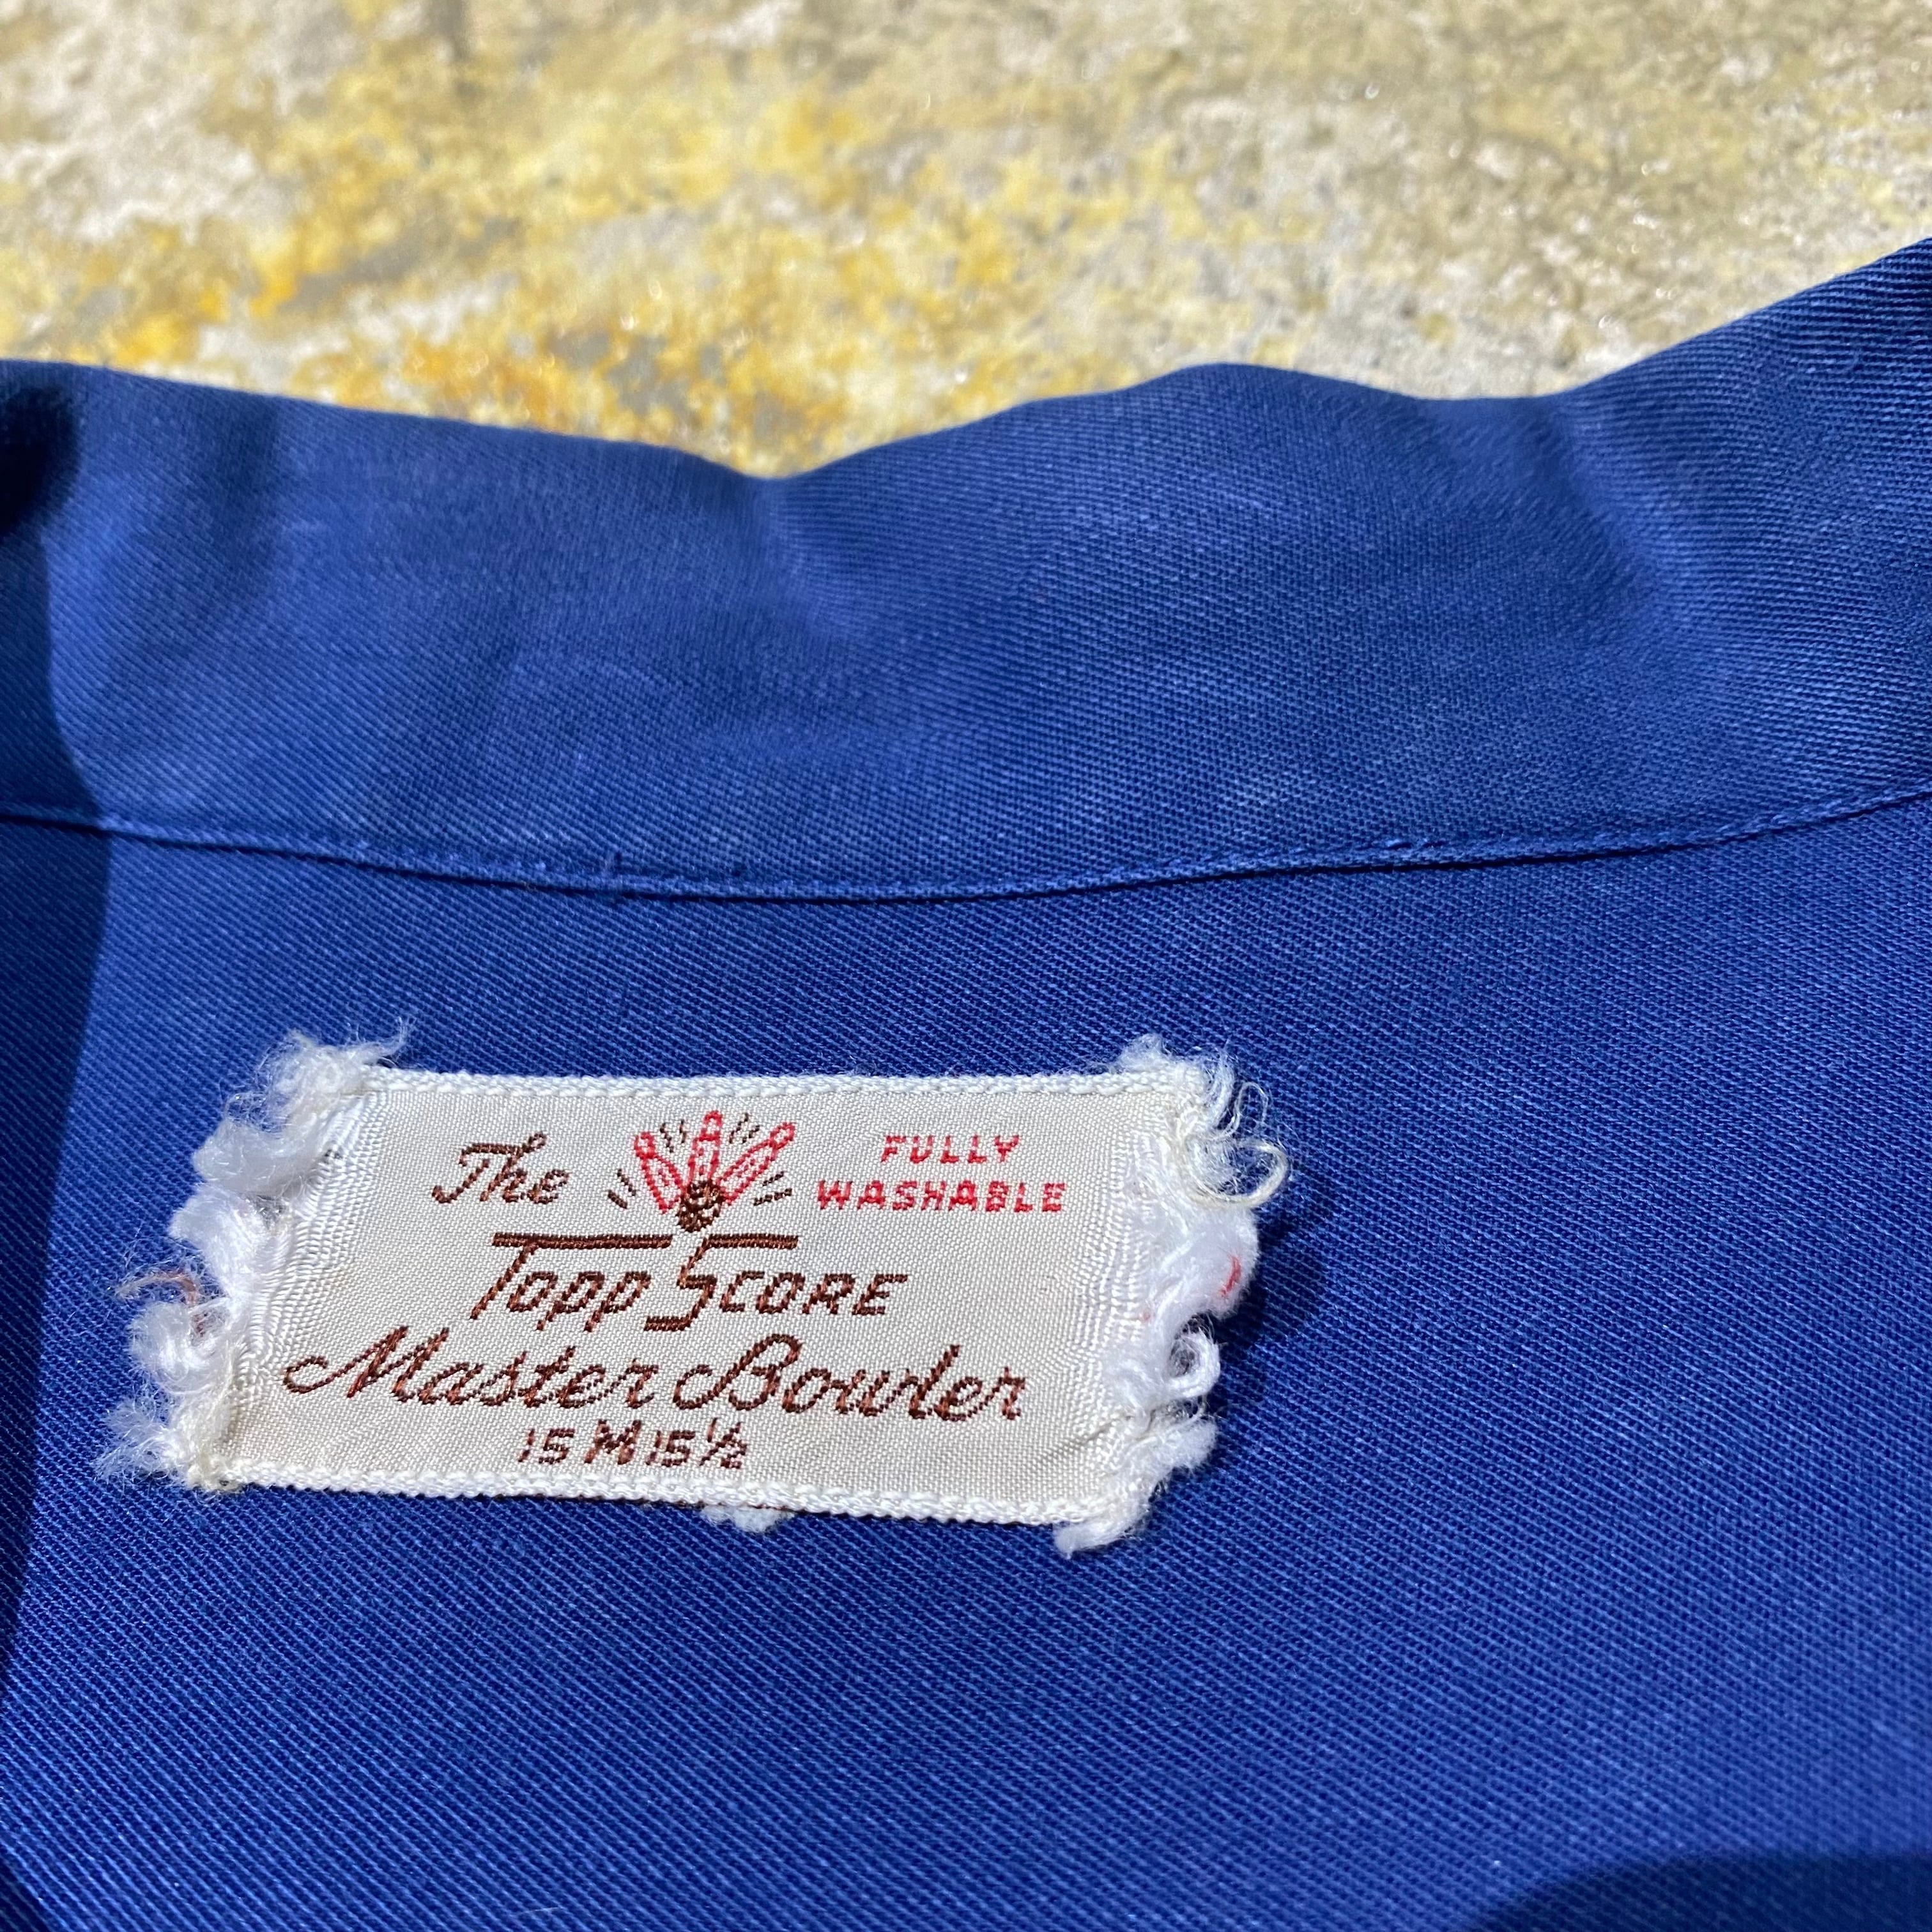 The
FULLY
WASHABLE
Topp SCORE
Master Bowler
15 M 15½